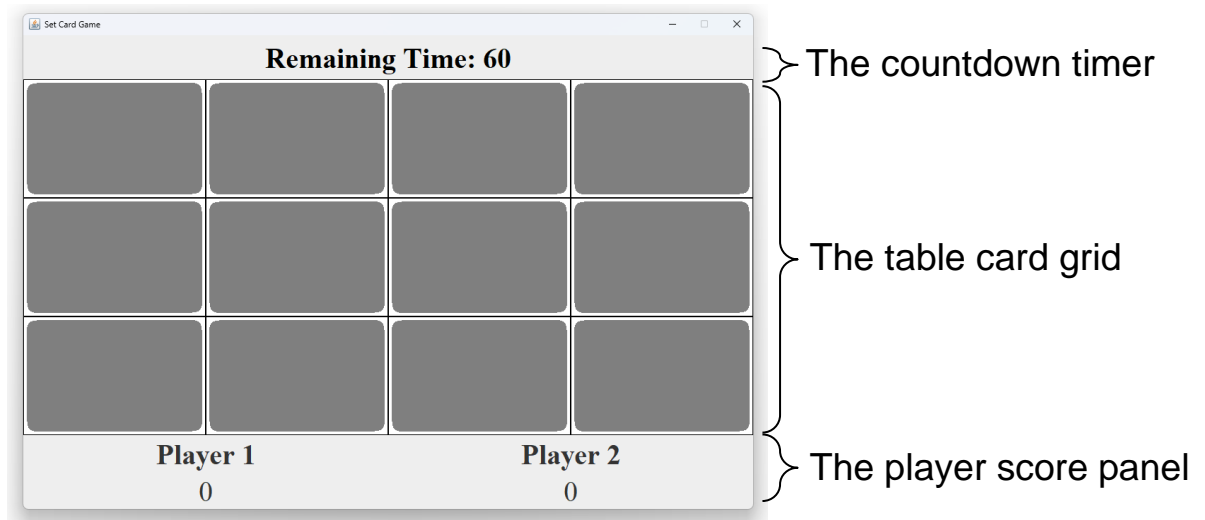 Set Card Game
Remaining Time: 60
The countdown timer
The table card grid
Player 1 Player 2
0 0
The player score panel